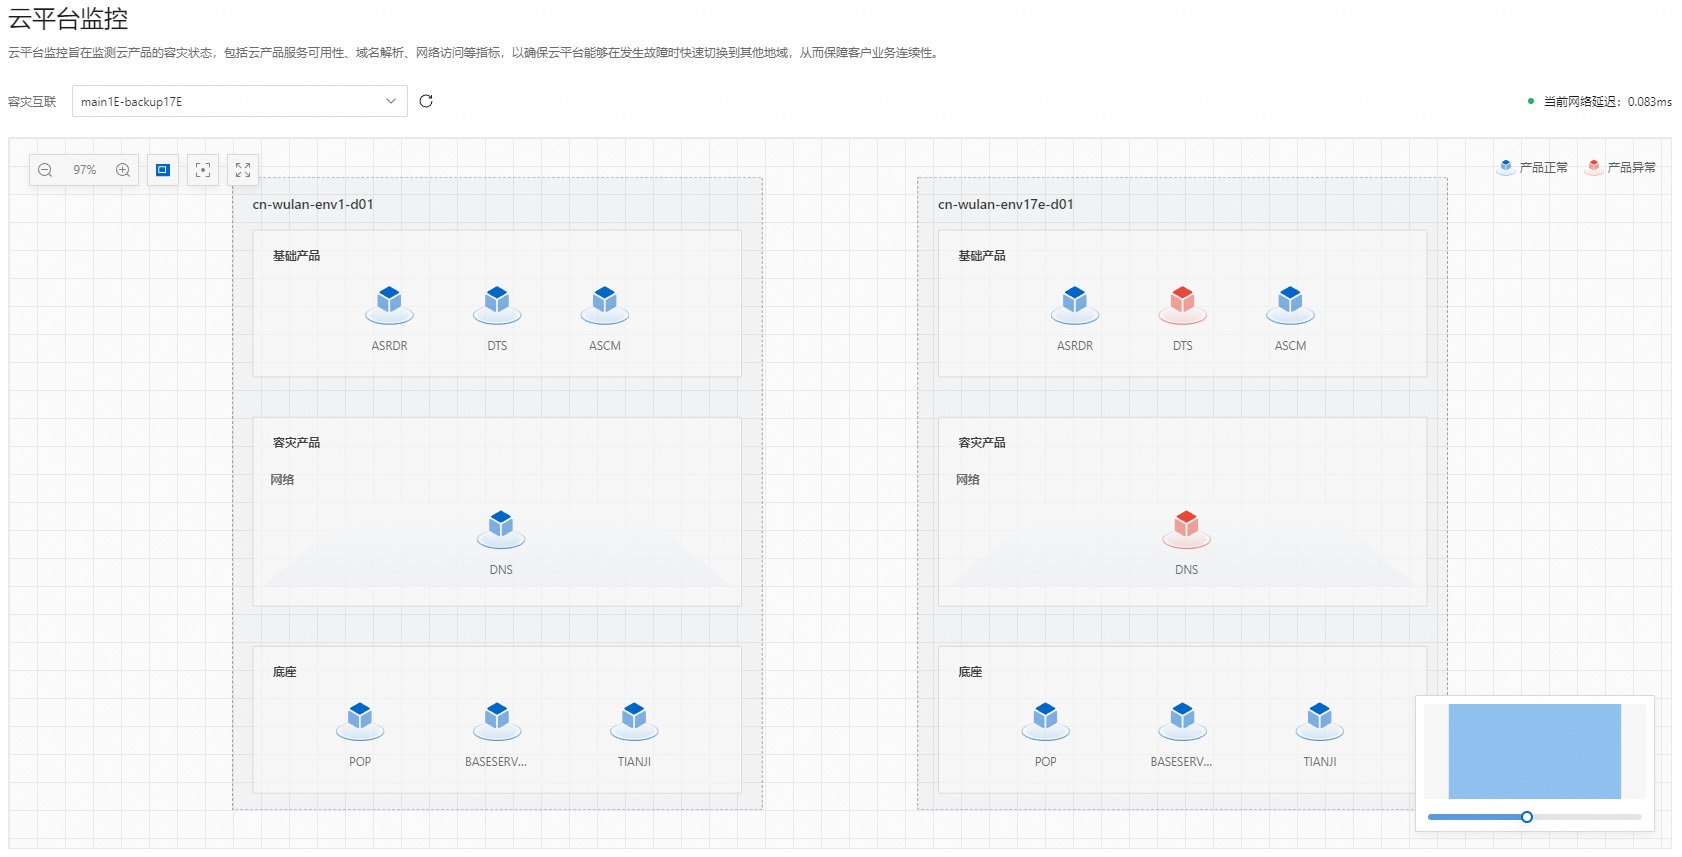 云平台监控
云平台监控旨在监测云产品的容灾状态，包括云产品服务可用性、域名解析、网络访问等指标，以确保云平台能够在发生故障时快速切换到其他地域，从而保障客户业务连续性。
容灾互联
main1E-backup17E
当前网络延迟：0.083ms
97%
产品正常
产品异常
cn-wulan-env1-d01
基础产品
ASRDR
DTS
ASCM
容灾产品
网络
DNS
底座
POP
BASESERV...
TIANJI
cn-wulan-env17e-d01
基础产品
ASRDR
DTS
ASCM
容灾产品
网络
DNS
底座
POP
BASESERV...
TIANJI